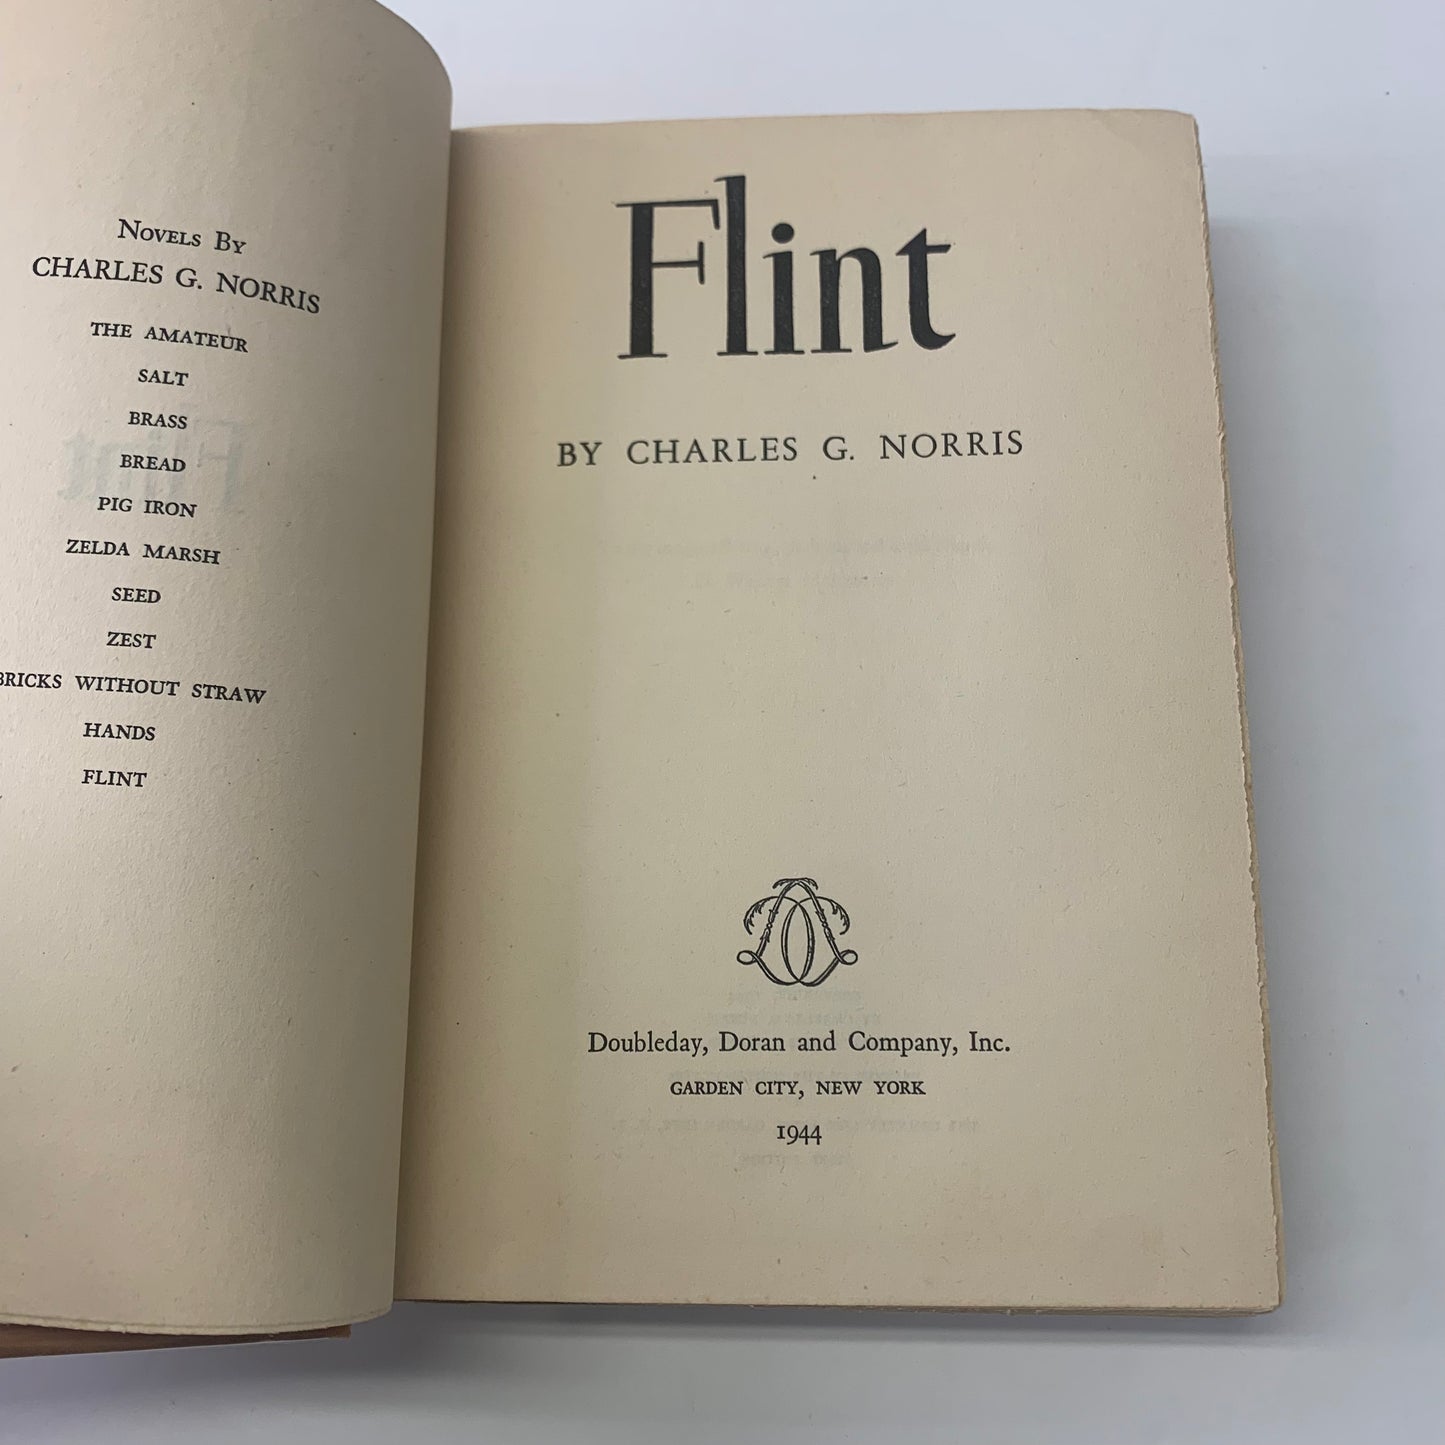 NOVELS BY
CHARLES G. NORRIS
THE AMATEUR
SALT
BRASS
BREAD
PIG IRON
ZELDA MARSH
SEED
ZEST
BRICKS WITHOUT STRAW
HANDS
FLINT
Flint
BY CHARLES G. NORRIS
Doubleday, Doran and Company, Inc.
GARDEN CITY, NEW YORK
1944